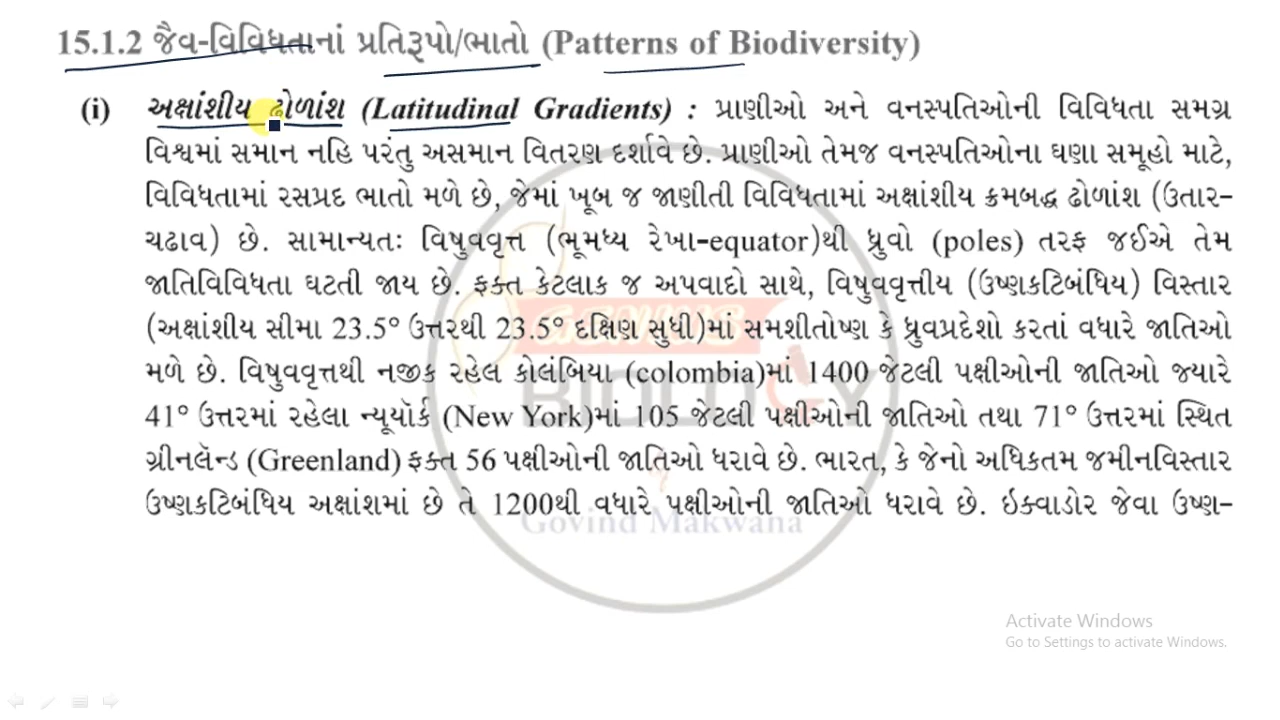 15.1.2 જૈવ-વિવિધતાનાં પ્રતિરૂપો/ભાતો (Patterns of Biodiversity)
(i) અક્ષાંશીય ઢોળાંશ (Latitudinal Gradients) : પ્રાણીઓ અને વનસ્પતિઓની વિવિધતા સમગ્ર
વિશ્વમાં સમાન નહિ પરંતુ અસમાન વિતરણ દર્શાવે છે. પ્રાણીઓ તેમજ વનસ્પતિઓના ઘણા સમૂહો માટે,
વિવિધતામાં રસપ્રદ ભાતો મળે છે, જેમાં ખૂબ જ જાણીતી વિવિધતામાં અક્ષાંશીય ક્રમબદ્ધ ઢોળાંશ (ઉતાર-
ચઢાવ) છે. સામાન્યતઃ વિષુવવૃત્ત (ભૂમધ્ય રેખા-equator)થી ધ્રુવો (poles) તરફ જઈએ તેમ
જાતિવિવિધતા ઘટતી જાય છે. ફક્ત કેટલાક જ અપવાદો સાથે, વિષુવવૃત્તીય (ઉષ્ણકટિબંધિય) વિસ્તાર
(અક્ષાંશીય સીમા 23.5° ઉત્તરથી 23.5° દક્ષિણ સુધી)માં સમશીતોષ્ણ કે ધ્રુવપ્રદેશો કરતાં વધારે જાતિઓ
મળે છે. વિષુવવૃત્તથી નજીક રહેલ કોલંબિયા (colombia)માં 1400 જેટલી પક્ષીઓની જાતિઓ જ્યારે
41° ઉત્તરમાં રહેલા ન્યૂયૉર્ક (New York)માં 105 જેટલી પક્ષીઓની જાતિઓ તથા 71° ઉત્તરમાં સ્થિત
ગ્રીનલૅન્ડ (Greenland) ફક્ત 56 પક્ષીઓની જાતિઓ ધરાવે છે. ભારત, કે જેનો અધિકતમ જમીનવિસ્તાર
ઉષ્ણકટિબંધિય અક્ષાંશમાં છે તે 1200થી વધારે પક્ષીઓની જાતિઓ ધરાવે છે. ઇક્વાડોર જેવા ઉષ્ણ-
GENIUS
BIOLOGY
Govind Makwana
Activate Windows
Go to Settings to activate Windows.